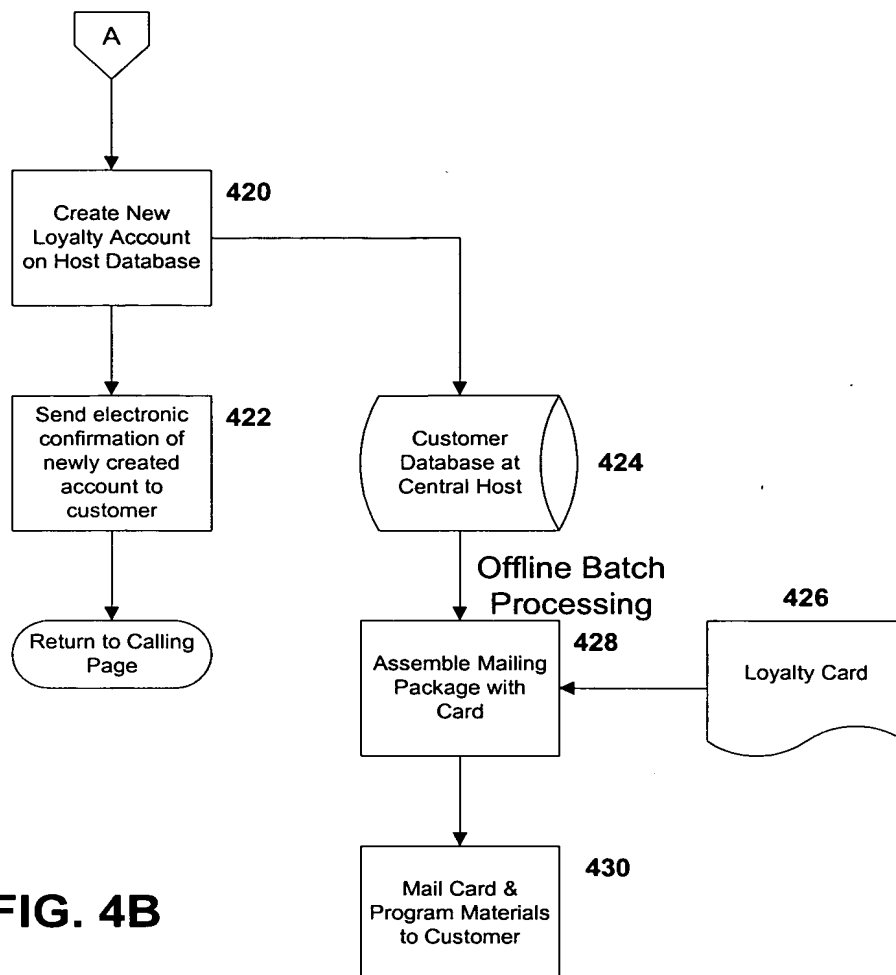 A
420
Create New
Loyalty Account
on Host Database
Send electronic
confirmation of
newly created
account to
customer
422
Customer
Database at
Central Host
424
Offline Batch
Processing
426
Return to Calling
Page
428
Assemble Mailing
Package with
Card
Loyalty Card
430
Mail Card &
Program Materials
to Customer
FIG. 4B